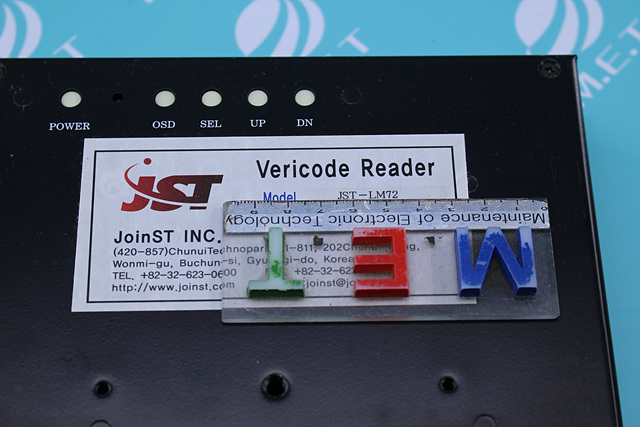 M.E.T
POWER OSD SEL UP DN
JST
Vericode Reader
Model JST-LM72
JoinST INC.
Maintenance of Electronic Technology
(420-857)ChunuiTechnopark 1-811, 202Chunui-dong,
Wonmi-gu, Buchun-si, Gyunggi-do, Korea
TEL. +82-32-623-0600 +82-32-623-06
http://www.joinst.com joinst@jo
M E T